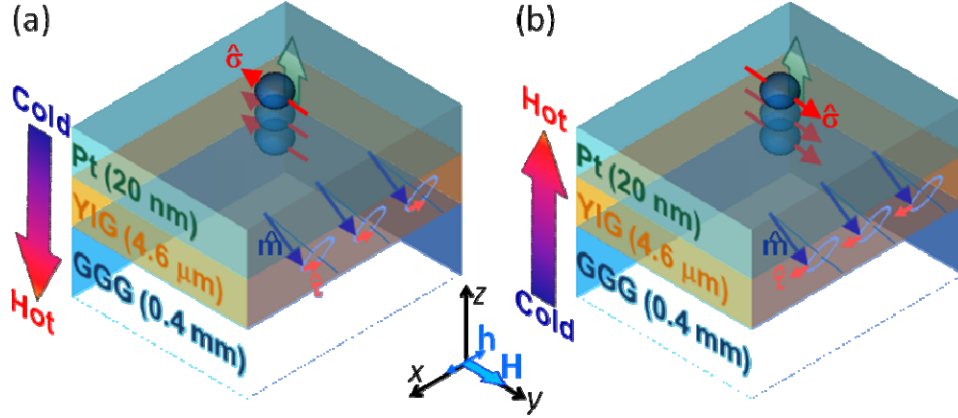 (a)
σ̂
Cold
Pt (20 nm)
YIG (4.6 μm)
GGG (0.4 mm)
Hot
m̂
τ̂
(b)
σ̂
Hot
Pt (20 nm)
YIG (4.6 μm)
GGG (0.4 mm)
Cold
m̂
τ̂
z
h
H
x
y